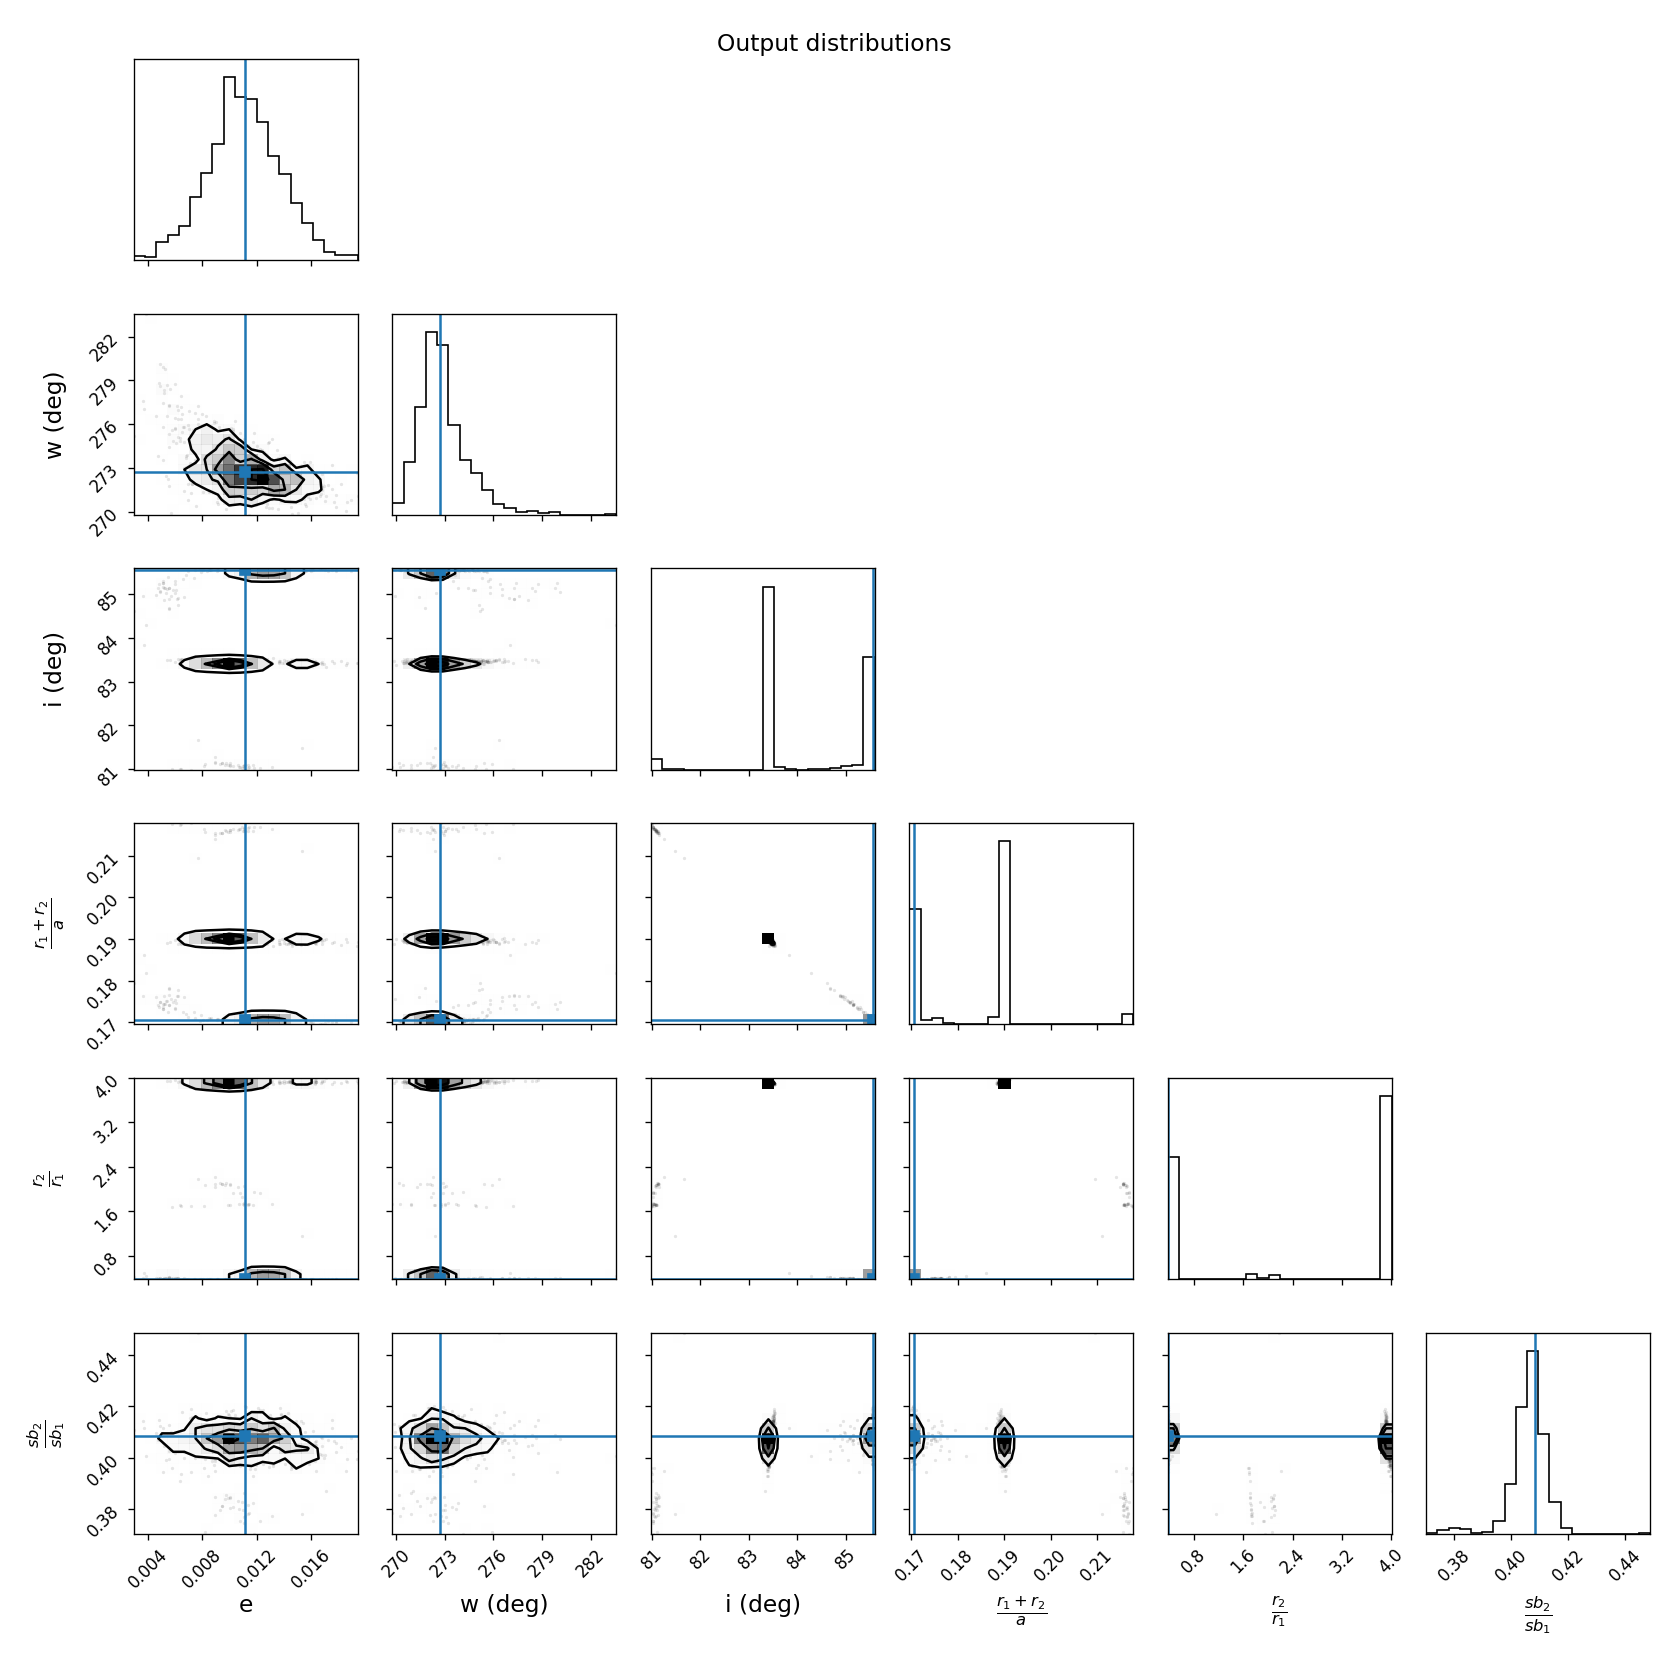 Output distributions
282
279
276
273
270
w (deg)
85
84
83
82
81
i (deg)
0.21
0.20
0.19
0.18
0.17
r₁ + r₂
a
4.0
3.2
2.4
1.6
0.8
r₂
r₁
0.44
0.42
0.40
0.38
sb₂
sb₁
0.004 0.008 0.012 0.016 270 273 276 279 282 81 82 83 84 85 0.17 0.18 0.19 0.20 0.21 0.8 1.6 2.4 3.2 4.0 0.38 0.40 0.42 0.44
e w (deg) i (deg)
r₁ + r₂ r₂ sb₂
a r₁ sb₁